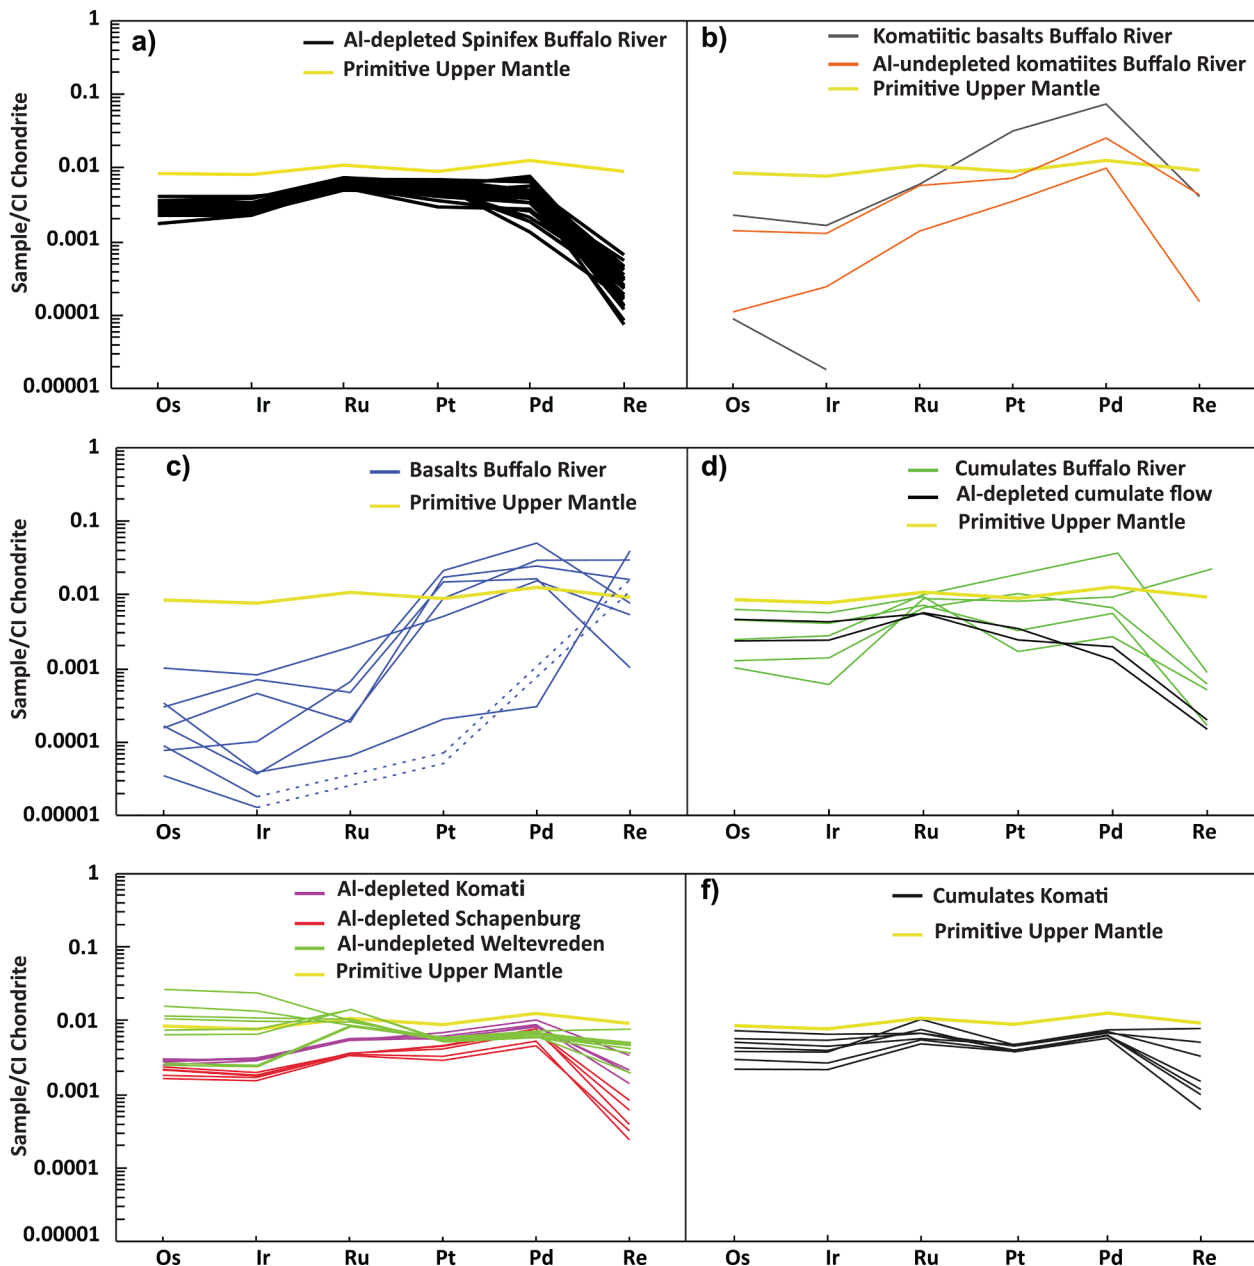 a)
Al-depleted Spinifex Buffalo River
Primitive Upper Mantle
1
0.1
0.01
0.001
0.0001
0.00001
Sample/CI Chondrite
Os Ir Ru Pt Pd Re
b)
Komatiitic basalts Buffalo River
Al-undepleted komatiites Buffalo River
Primitive Upper Mantle
Os Ir Ru Pt Pd Re
c)
Basalts Buffalo River
Primitive Upper Mantle
1
0.1
0.01
0.001
0.0001
0.00001
Sample/CI Chondrite
Os Ir Ru Pt Pd Re
d)
Cumulates Buffalo River
Al-depleted cumulate flow
Primitive Upper Mantle
Os Ir Ru Pt Pd Re
Al-depleted Komati
Al-depleted Schapenburg
Al-undepleted Weltevreden
Primitive Upper Mantle
1
0.1
0.01
0.001
0.0001
0.00001
Sample/CI Chondrite
Os Ir Ru Pt Pd Re
f)
Cumulates Komati
Primitive Upper Mantle
Os Ir Ru Pt Pd Re